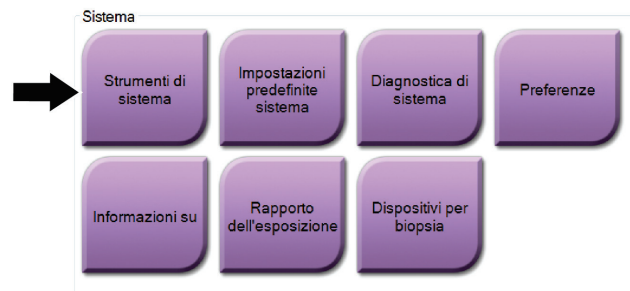 Sistema
Strumenti di
sistema
Impostazioni
predefinite
sistema
Diagnostica di
sistema
Preferenze
Informazioni su
Rapporto
dell'esposizione
Dispositivi per
biopsia